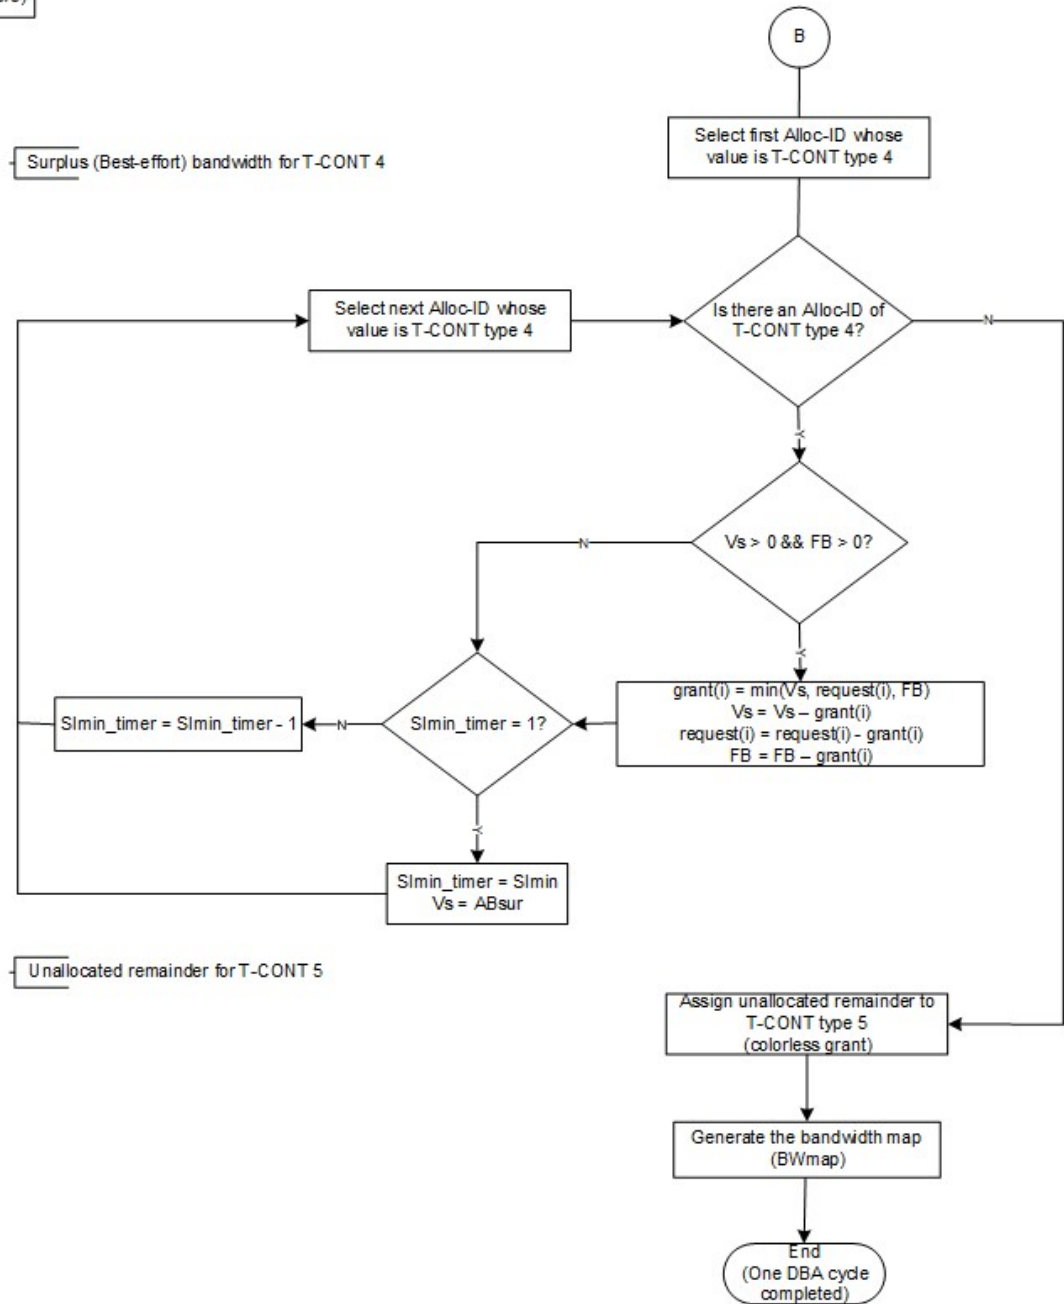 B
Select first Alloc-ID whose
value is T-CONT type 4
Surplus (Best-effort) bandwidth for T-CONT 4
Select next Alloc-ID whose
value is T-CONT type 4
Is there an Alloc-ID of
T-CONT type 4?
N
Y
Vs > 0 && FB > 0?
N
Y
grant(i) = min(Vs, request(i), FB)
Vs = Vs – grant(i)
request(i) = request(i) - grant(i)
FB = FB – grant(i)
SImin_timer = 1?
N
SImin_timer = SImin_timer - 1
Y
SImin_timer = SImin
Vs = ABsur
Unallocated remainder for T-CONT 5
Assign unallocated remainder to
T-CONT type 5
(colorless grant)
Generate the bandwidth map
(BWmap)
End
(One DBA cycle
completed)